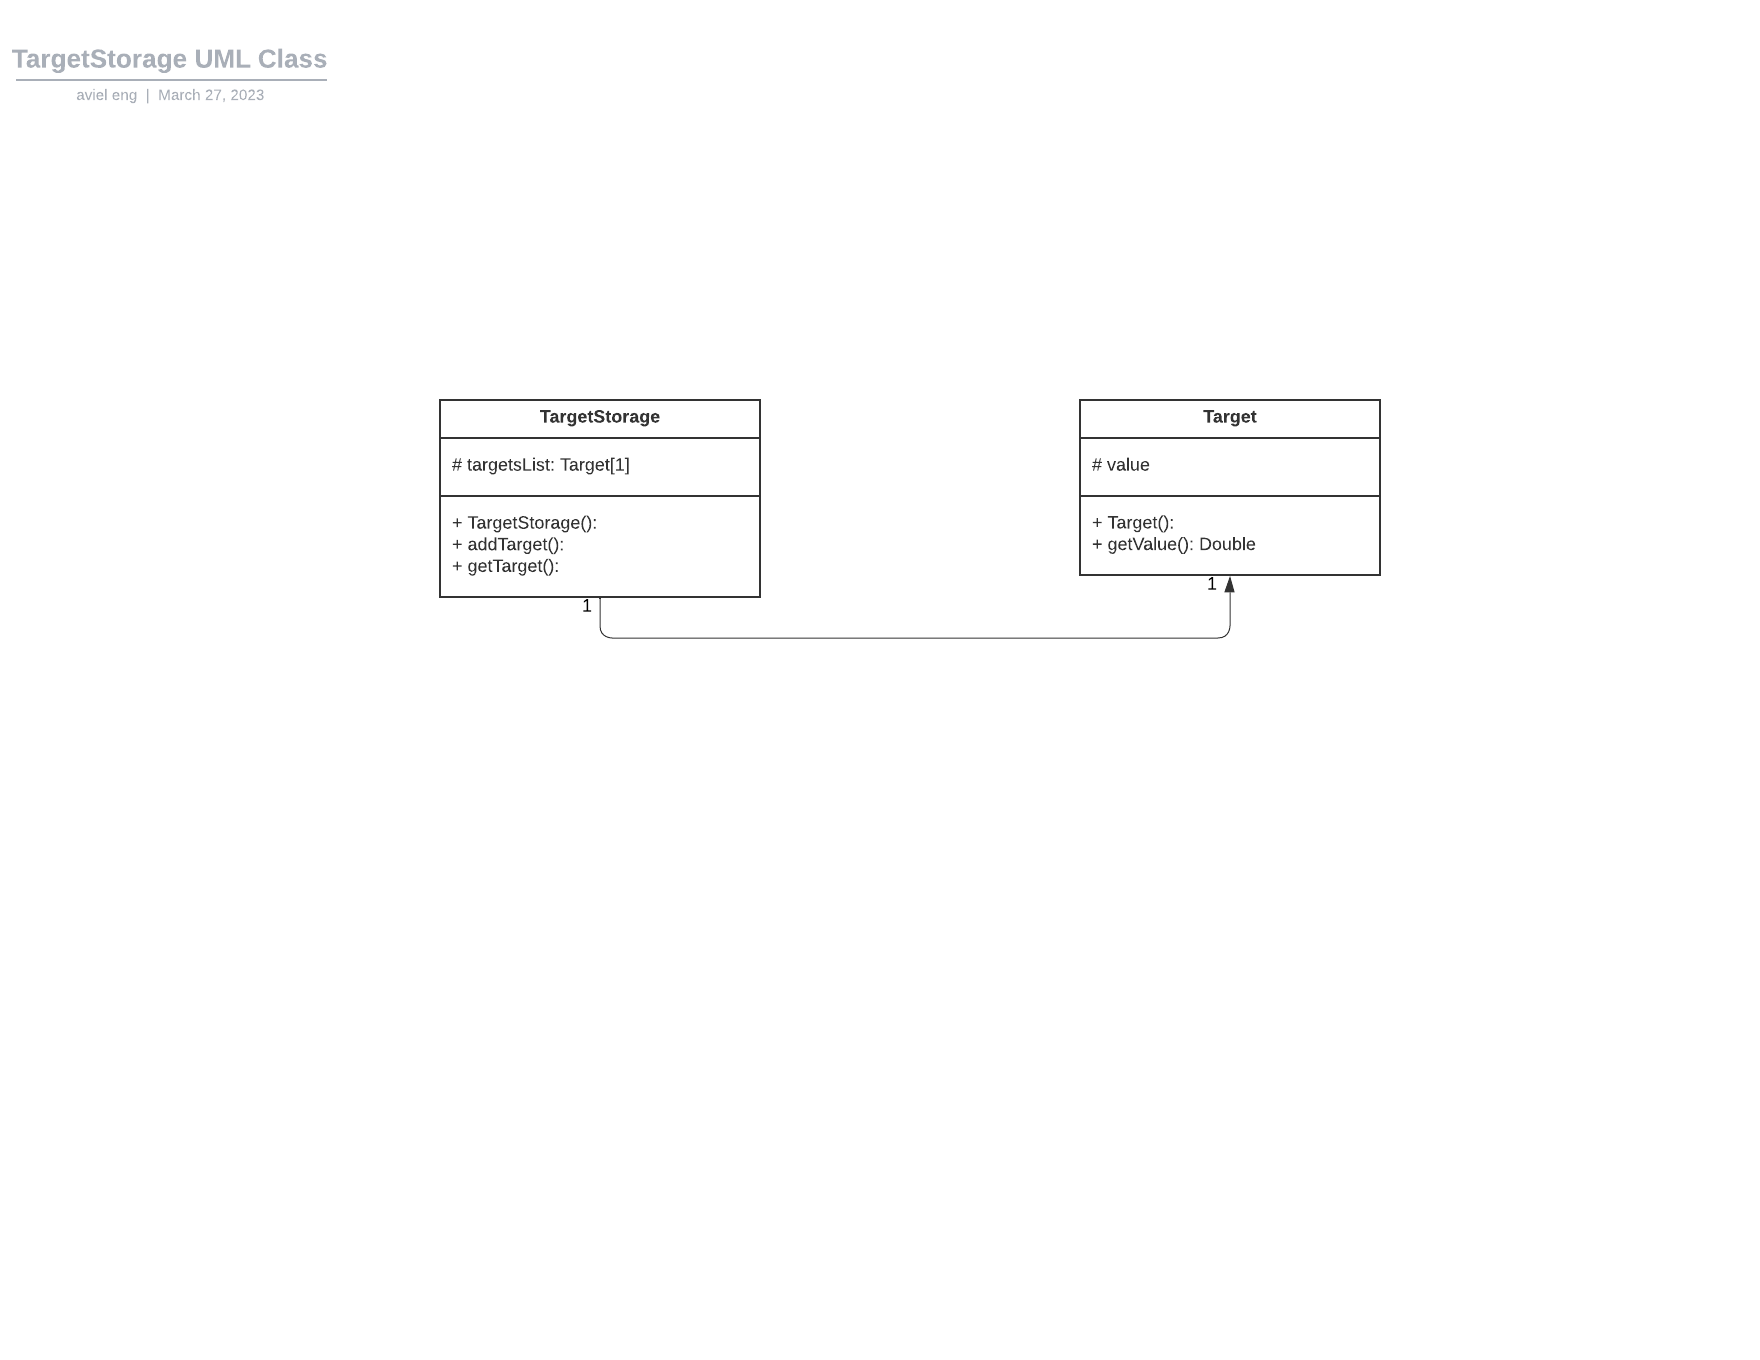 TargetStorage UML Class
aviel eng | March 27, 2023
TargetStorage
# targetsList: Target[1]
+ TargetStorage():
+ addTarget():
+ getTarget():
1
Target
# value
+ Target():
+ getValue(): Double
1